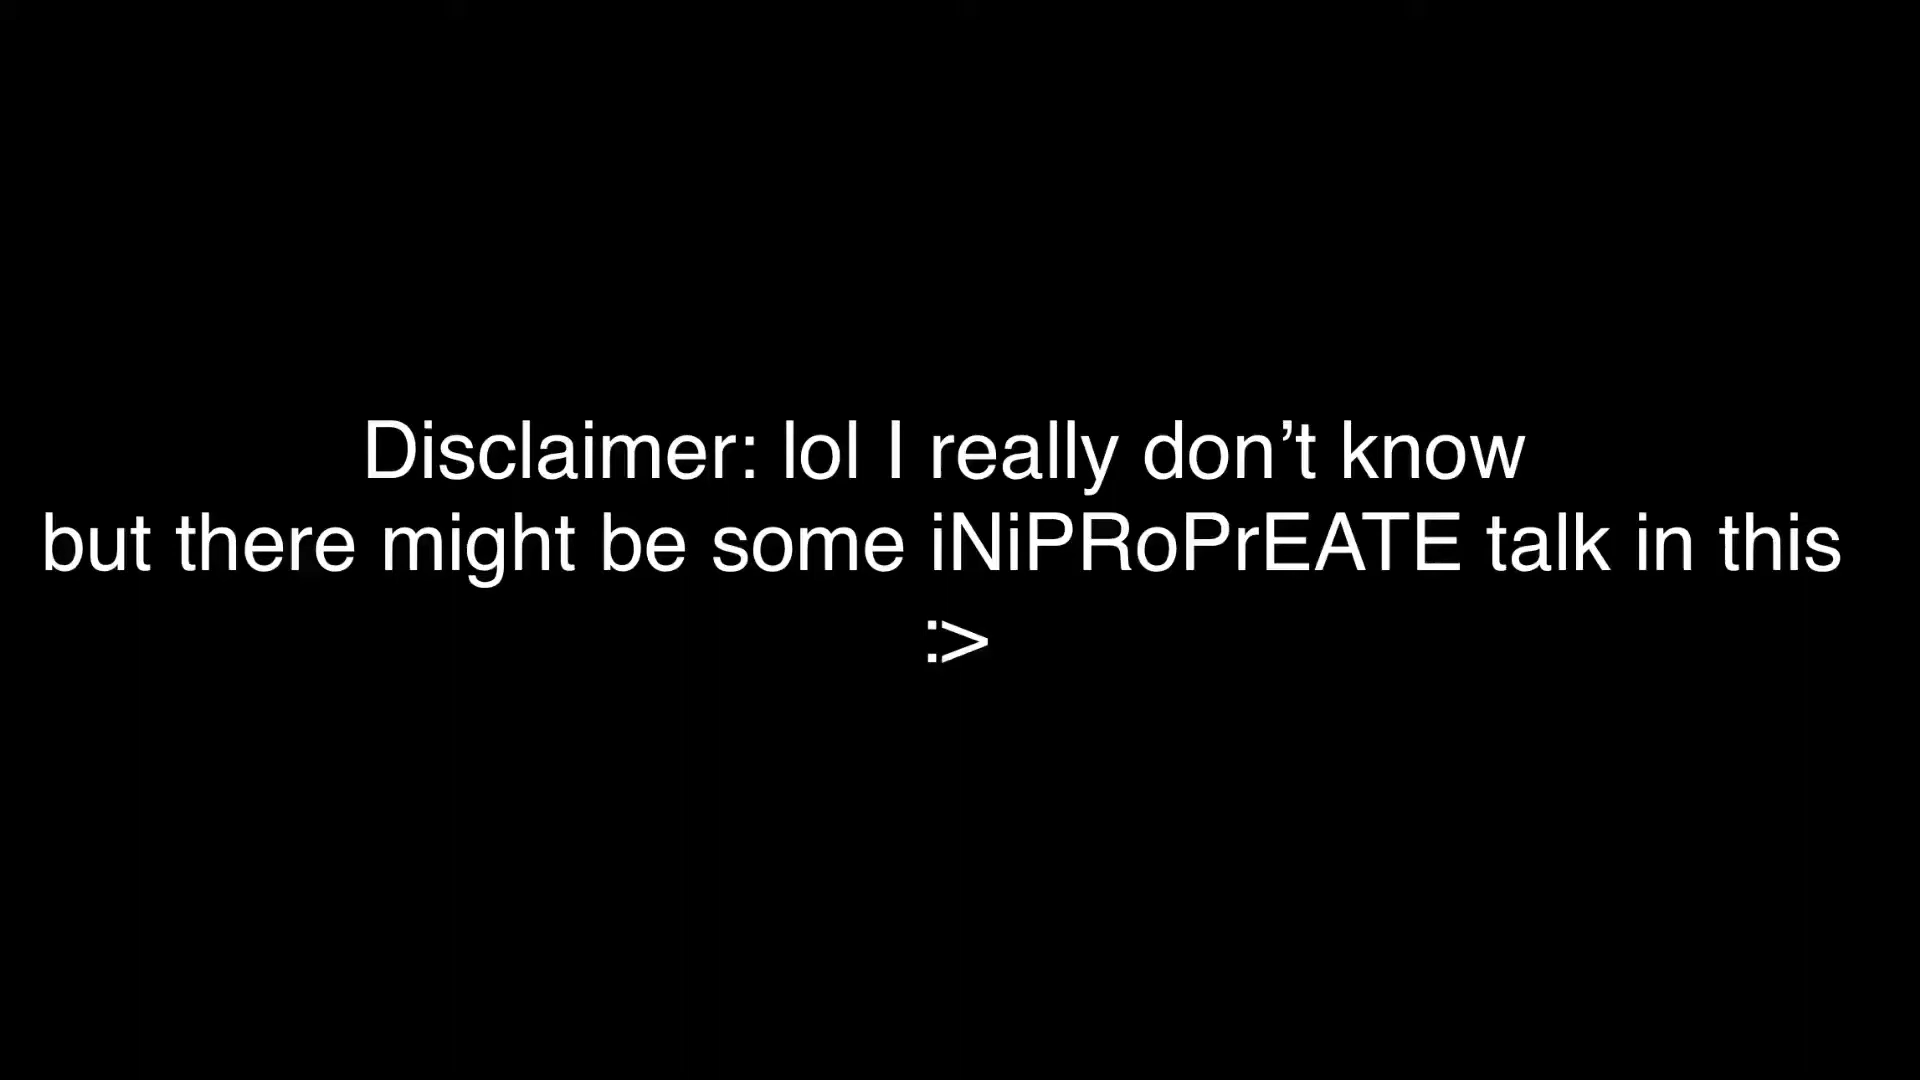 Disclaimer: lol I really don’t know
but there might be some iNiPRoPrEATE talk in this
:>